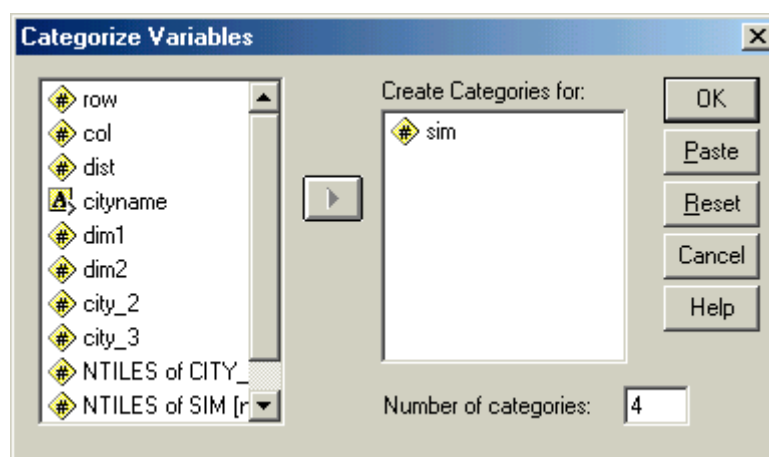 Categorize Variables
row
col
dist
cityname
dim1
dim2
city_2
city_3
NTILES of CITY_
NTILES of SIM [r
Create Categories for:
sim
Number of categories: 4
OK
Paste
Reset
Cancel
Help